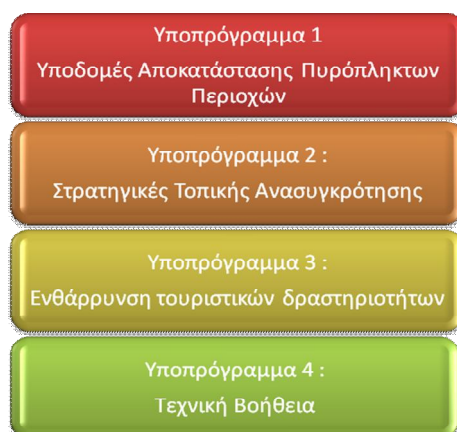 Υποπρόγραμμα 1
Υποδομές Αποκατάστασης Πυρόπληκτων
Περιοχών
Υποπρόγραμμα 2 :
Στρατηγικές Τοπικής Ανασυγκρότησης
Υποπρόγραμμα 3 :
Ενθάρρυνση τουριστικών δραστηριοτήτων
Υποπρόγραμμα 4 :
Τεχνική Βοήθεια